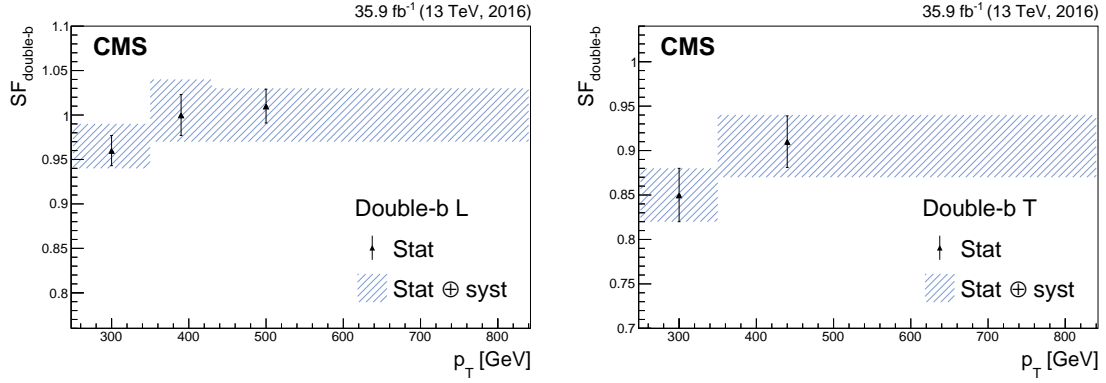 35.9 fb⁻¹ (13 TeV, 2016)
CMS
SF_double-b
1.1
1.05
1
0.95
0.9
0.85
0.8
Double-b L
Stat
Stat ⊕ syst
300 400 500 600 700 800
p_T [GeV]
35.9 fb⁻¹ (13 TeV, 2016)
CMS
SF_double-b
1
0.95
0.9
0.85
0.8
0.75
0.7
Double-b T
Stat
Stat ⊕ syst
300 400 500 600 700 800
p_T [GeV]